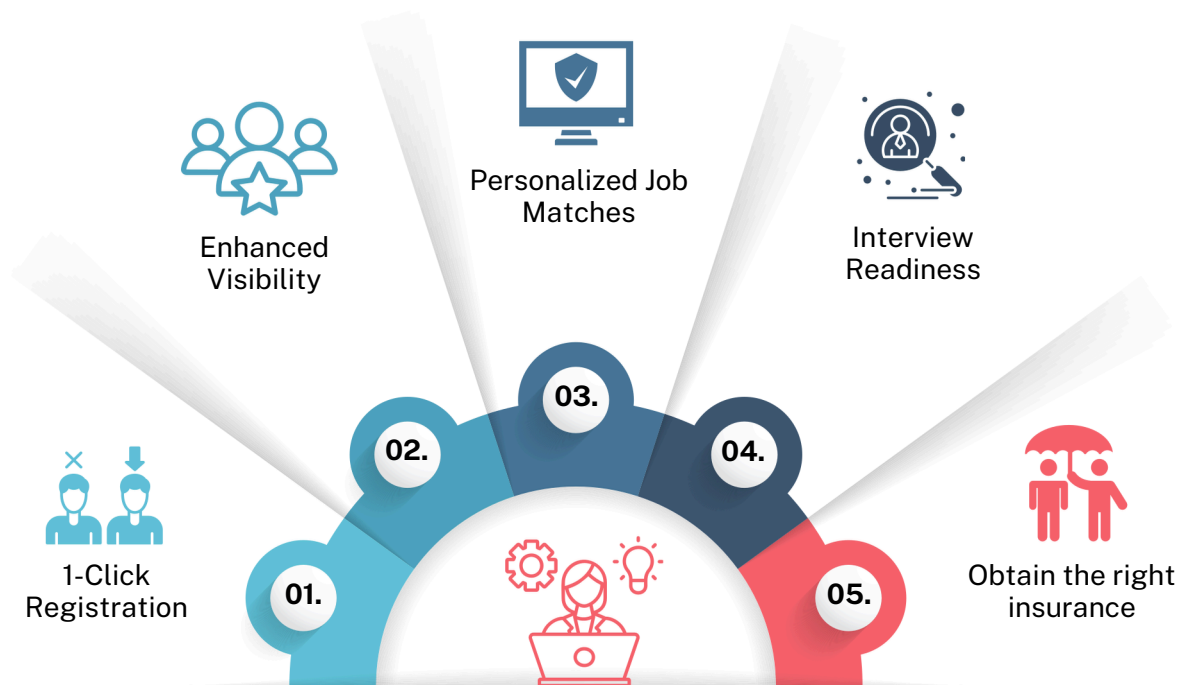 01.
1-Click
Registration
02.
Enhanced
Visibility
03.
Personalized Job
Matches
04.
Interview
Readiness
05.
Obtain the right
insurance